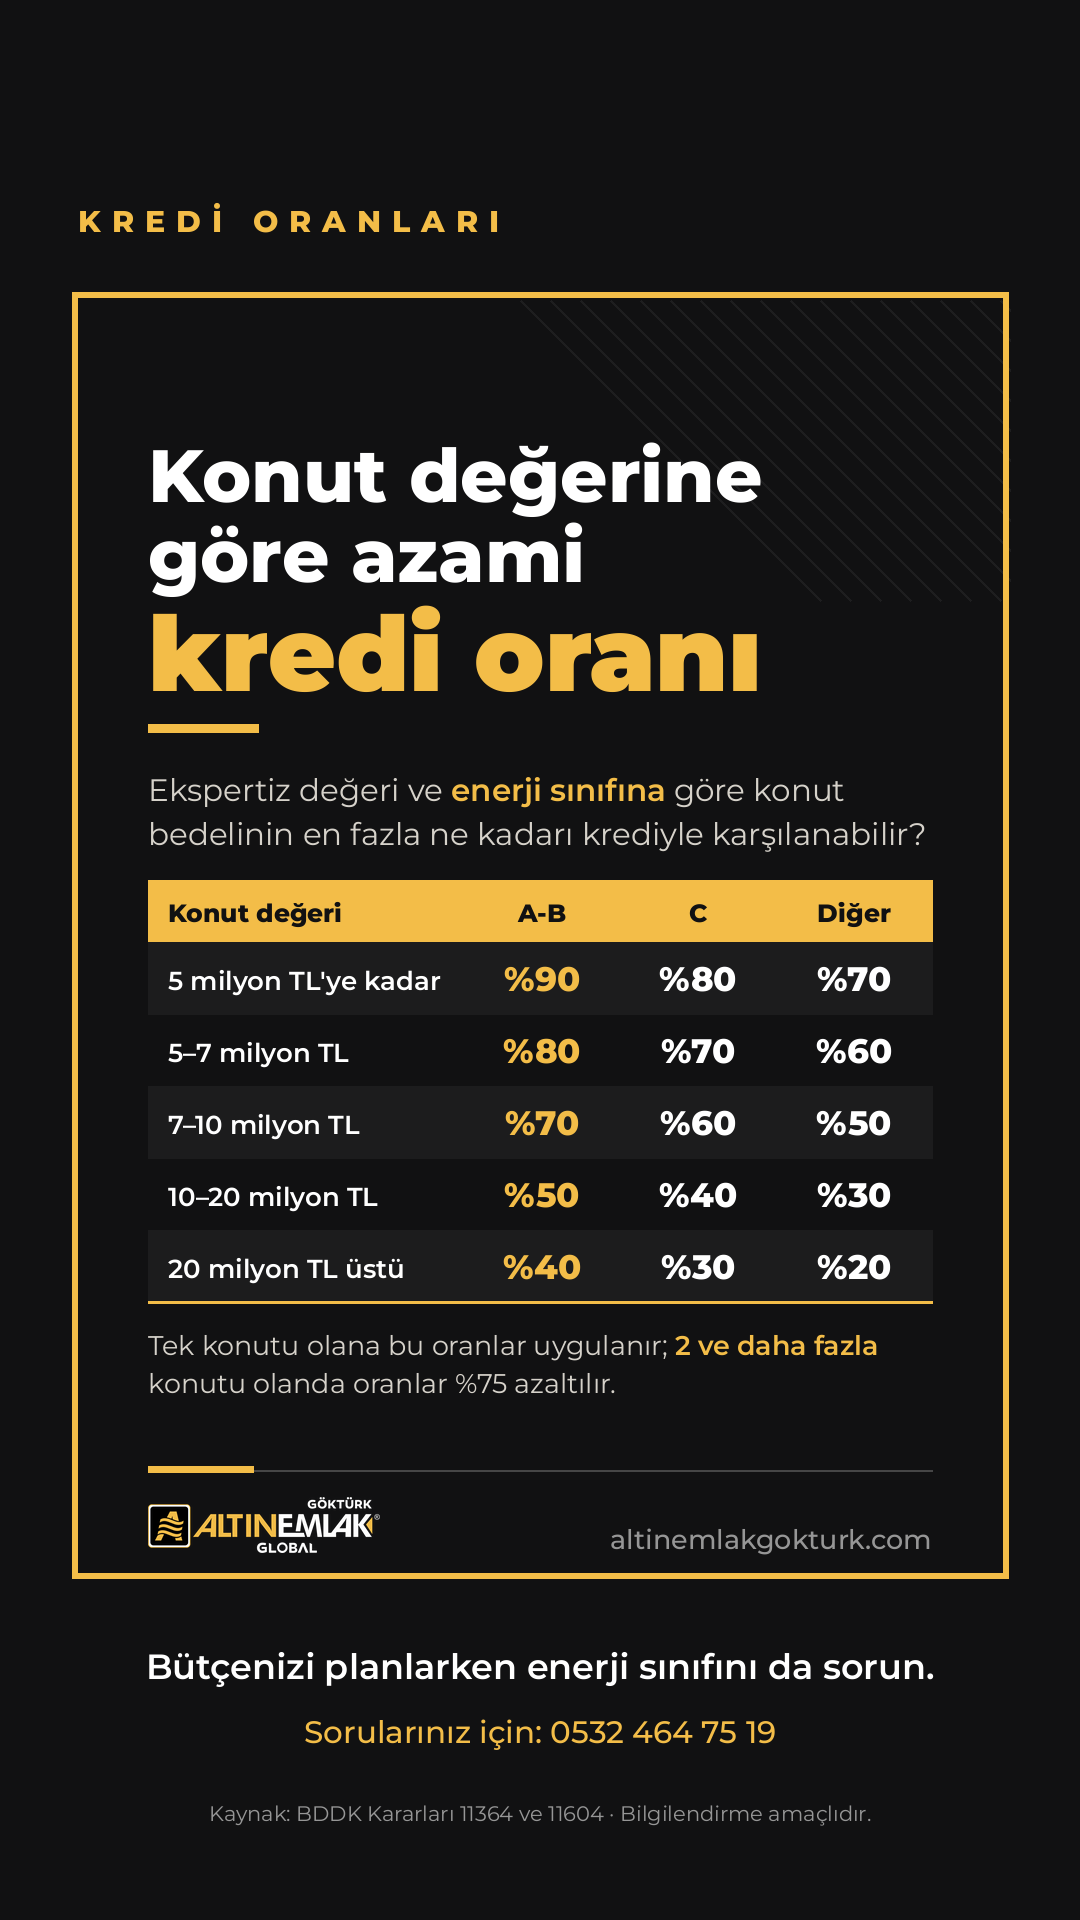 KREDİ ORANLARI
Konut değerine
göre azami
kredi oranı
Ekspertiz değeri ve enerji sınıfına göre konut
bedelinin en fazla ne kadarı krediyle karşılanabilir?
Konut değeri A-B C Diğer
5 milyon TL'ye kadar %90 %80 %70
5–7 milyon TL %80 %70 %60
7–10 milyon TL %70 %60 %50
10–20 milyon TL %50 %40 %30
20 milyon TL üstü %40 %30 %20
Tek konutu olana bu oranlar uygulanır; 2 ve daha fazla
konutu olanda oranlar %75 azaltılır.
GÖKTÜRK
ALTINEMLAK®
GLOBAL
altinemlakgokturk.com
Bütçenizi planlarken enerji sınıfını da sorun.
Sorularınız için: 0532 464 75 19
Kaynak: BDDK Kararları 11364 ve 11604 · Bilgilendirme amaçlıdır.